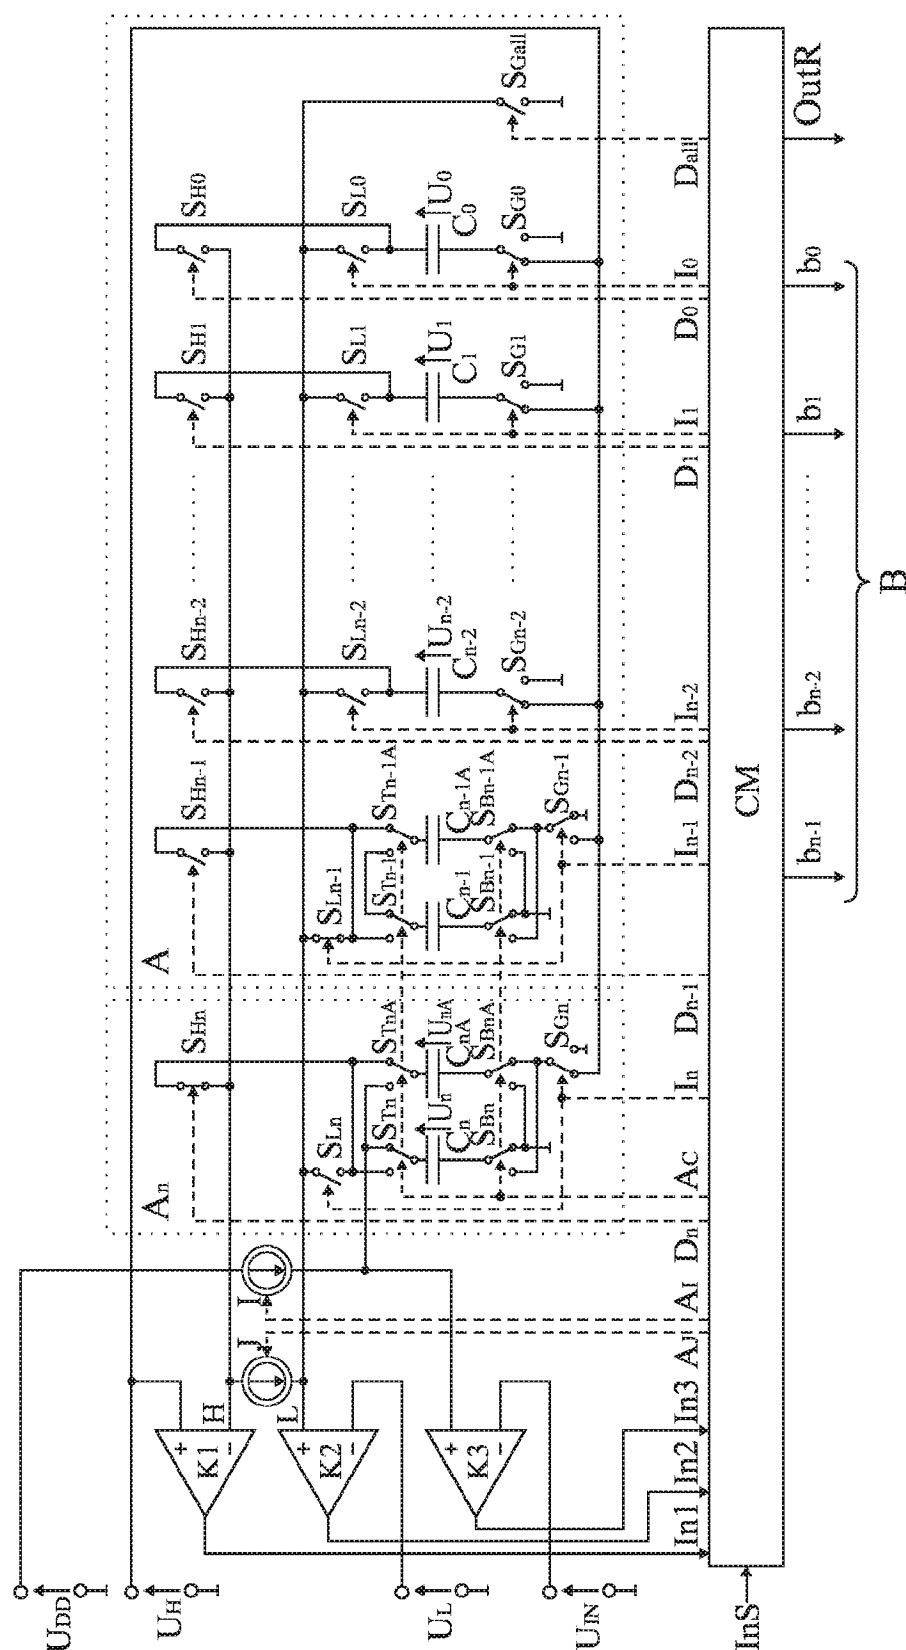 UDD
UH
An
SHn
A
SHn-1
SHn-2
SH1
SH0
K1
H
J
I
L
K2
SLn
SLn-1
SLn-2
SL1
SL0
STn
STnA
STn-1
STn-1A
UL
Un
UnA
Un-2
U1
U0
Cn
CnA
Cn-1
Cn-1A
Cn-2
C1
C0
K3
SBn
SBnA
SBn-1
SBn-1A
SGn
SGn-1
SGn-2
SG1
SG0
SGall
UIN
In1
In2
In3
AJ
AI
Dn
AC
In
Dn-1
In-1
Dn-2
In-2
D1
I1
D0
I0
Dall
InS
CM
bn-1
bn-2
b1
b0
OutR
B